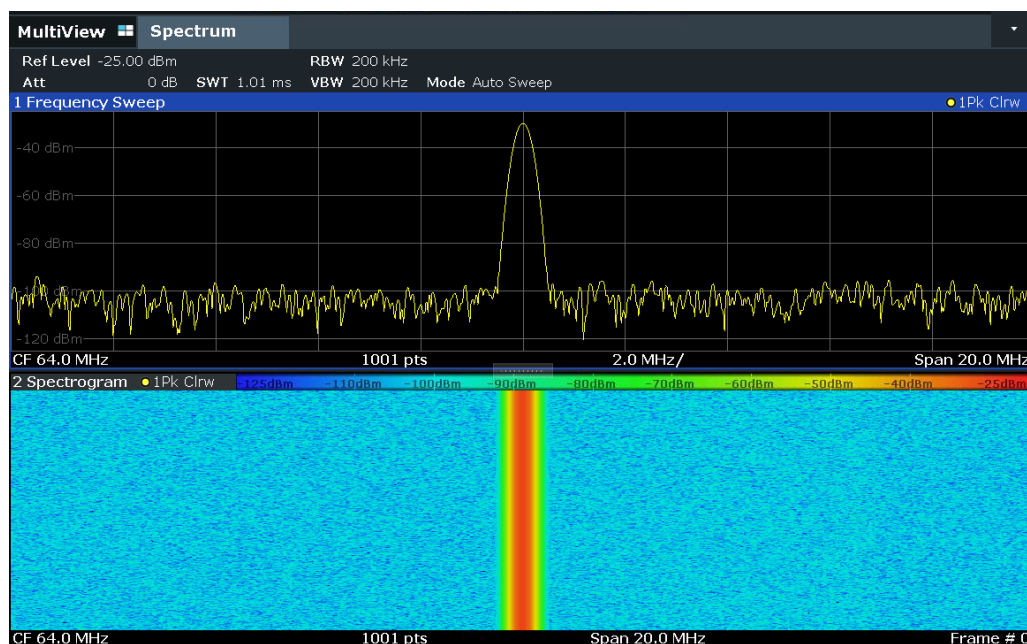 MultiView Spectrum
Ref Level -25.00 dBm RBW 200 kHz
Att 0 dB SWT 1.01 ms VBW 200 kHz Mode Auto Sweep
1 Frequency Sweep 1Pk Clrw
-40 dBm
-60 dBm
-80 dBm
-100 dBm
-120 dBm
CF 64.0 MHz 1001 pts 2.0 MHz/ Span 20.0 MHz
2 Spectrogram 1Pk Clrw -125dBm -110dBm -100dBm -90dBm -80dBm -70dBm -60dBm -50dBm -40dBm -25dBm
CF 64.0 MHz 1001 pts Span 20.0 MHz Frame # 0